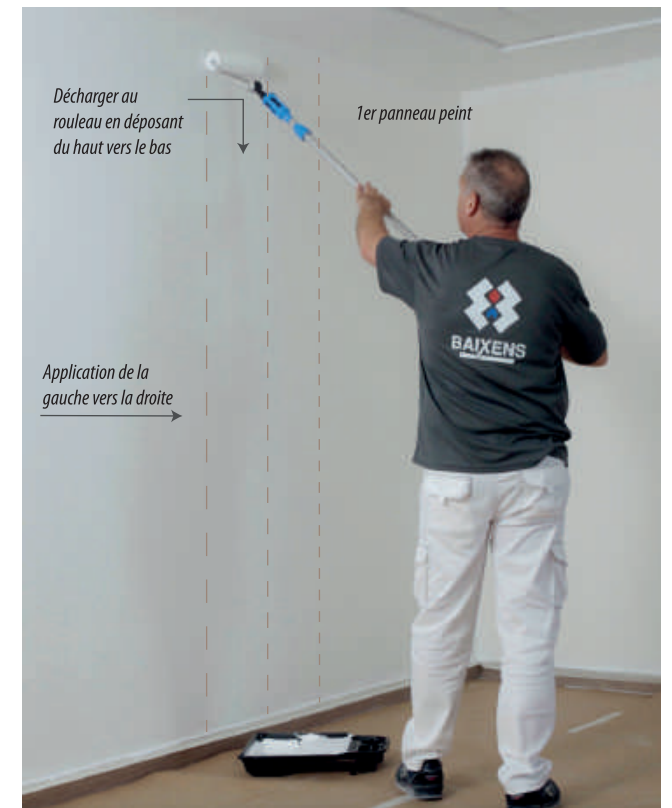 Décharger au
rouleau en déposant
du haut vers le bas
1er panneau peint
BAIXENS
Application de la
gauche vers la droite